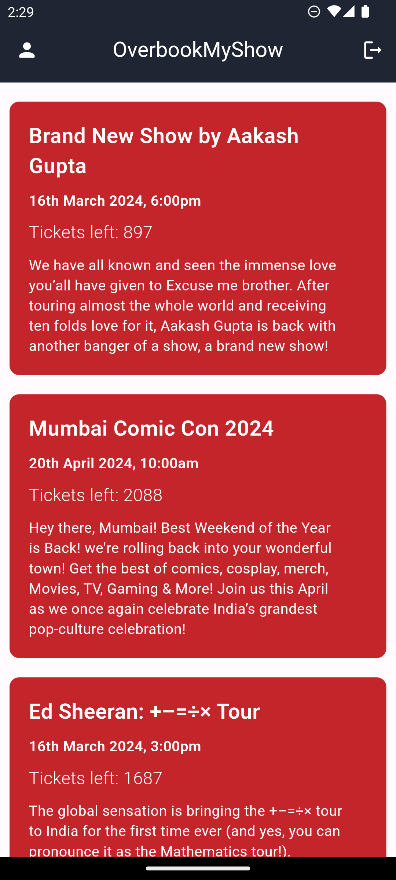 2:29
OverbookMyShow
Brand New Show by Aakash
Gupta
16th March 2024, 6:00pm
Tickets left: 897
We have all known and seen the immense love
you’all have given to Excuse me brother. After
touring almost the whole world and receiving
ten folds love for it, Aakash Gupta is back with
another banger of a show, a brand new show!
Mumbai Comic Con 2024
20th April 2024, 10:00am
Tickets left: 2088
Hey there, Mumbai! Best Weekend of the Year
is Back! we're rolling back into your wonderful
town! Get the best of comics, cosplay, merch,
Movies, TV, Gaming & More! Join us this April
as we once again celebrate India’s grandest
pop-culture celebration!
Ed Sheeran: +−=÷× Tour
16th March 2024, 3:00pm
Tickets left: 1687
The global sensation is bringing the +−=÷× tour
to India for the first time ever (and yes, you can
pronounce it as the Mathematics tour!).